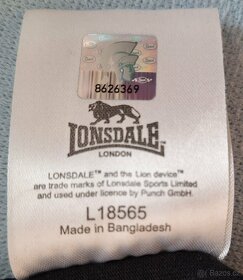 8626369
LONSDALE
LONDON
LONSDALE™ and the Lion device™
are trade marks of Lonsdale Sports Limited
and used under licence by Punch GmbH.
L18565
Made in Bangladesh